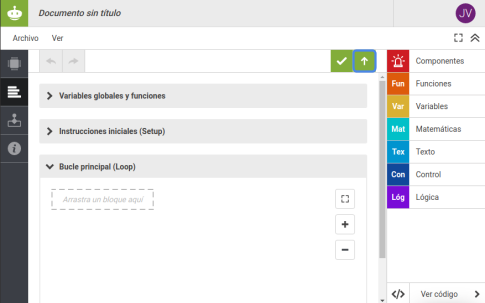 Documento sin título
JV
Archivo Ver
Componentes
Fun Funciones
Variables globales y funciones
Var Variables
Instrucciones iniciales (Setup)
Mat Matemáticas
Tex Texto
Bucle principal (Loop)
Con Control
Arrastra un bloque aquí
Lóg Lógica
Ver código